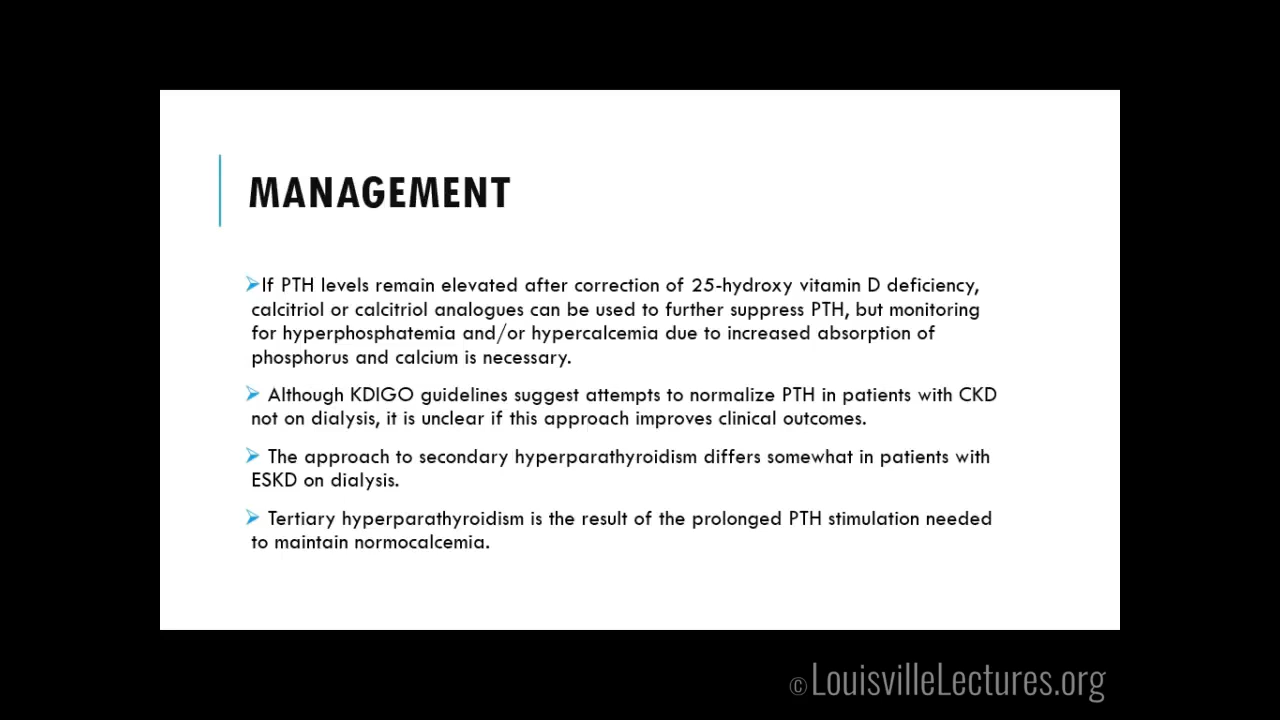 MANAGEMENT
➢If PTH levels remain elevated after correction of 25-hydroxy vitamin D deficiency,
calcitriol or calcitriol analogues can be used to further suppress PTH, but monitoring
for hyperphosphatemia and/or hypercalcemia due to increased absorption of
phosphorus and calcium is necessary.
➢ Although KDIGO guidelines suggest attempts to normalize PTH in patients with CKD
not on dialysis, it is unclear if this approach improves clinical outcomes.
➢ The approach to secondary hyperparathyroidism differs somewhat in patients with
ESKD on dialysis.
➢ Tertiary hyperparathyroidism is the result of the prolonged PTH stimulation needed
to maintain normocalcemia.
© LouisvilleLectures.org